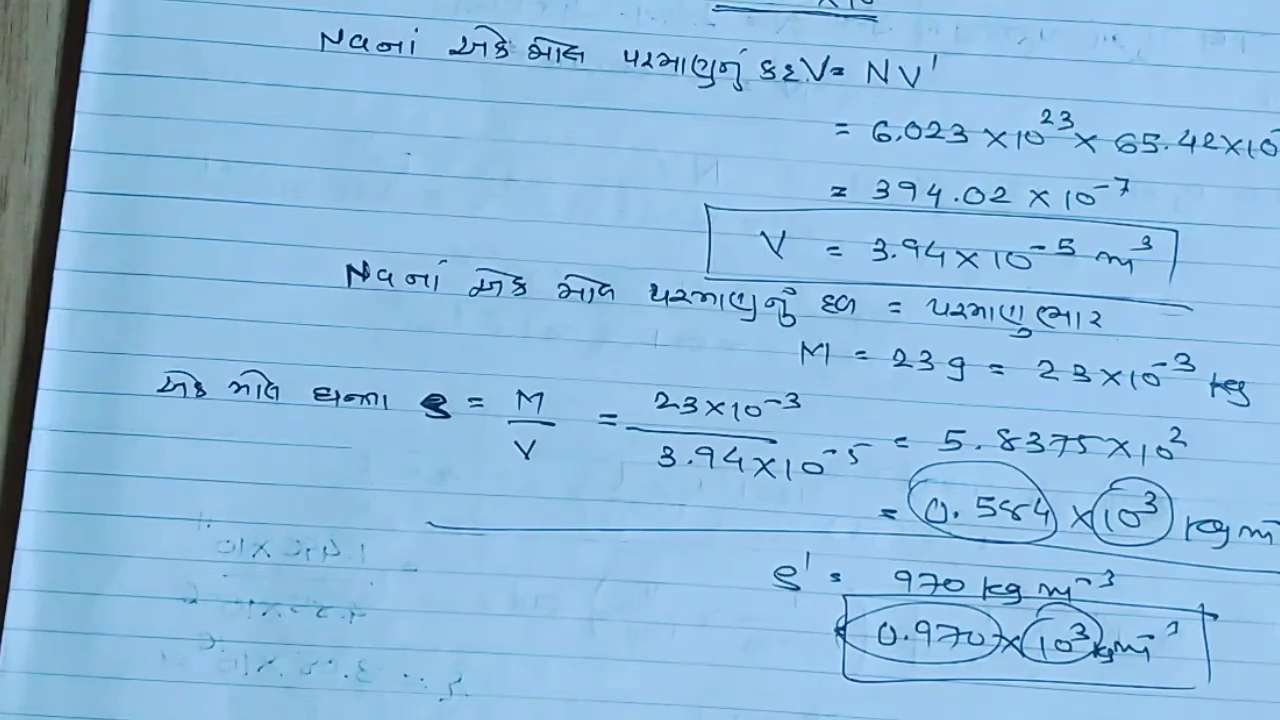 Naનાં એક મોલ પરમાણુનું કદ V = NV'
= 6.023 × 10^23 × 65.42 × 10^-
= 394.02 × 10^-7
V = 3.94 × 10^-5 m^3
Naનાં એક મોલ પરમાણુનું દળ = પરમાણુભાર
M = 23 g = 23 × 10^-3 kg
એક મોલ ઘનતા ρ = M/V = 23 × 10^-3 / 3.94 × 10^-5 = 5.8375 × 10^2
= 0.584 × 10^3 kg m^-
ρ' = 970 kg m^-3
0.970 × 10^3 kg m^-3